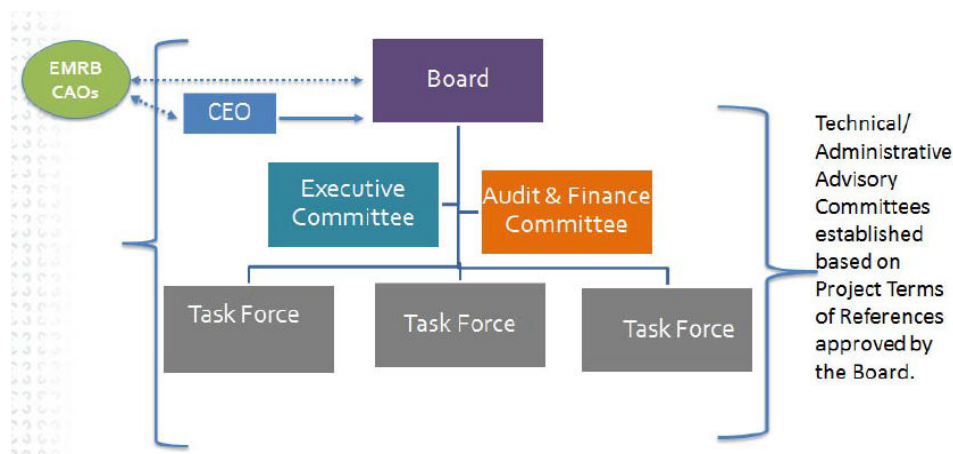 EMRB
CAOs
Board
CEO
Executive
Committee
Audit & Finance
Committee
Task Force
Task Force
Task Force
Technical/
Administrative
Advisory
Committees
established
based on
Project Terms
of References
approved by
the Board.